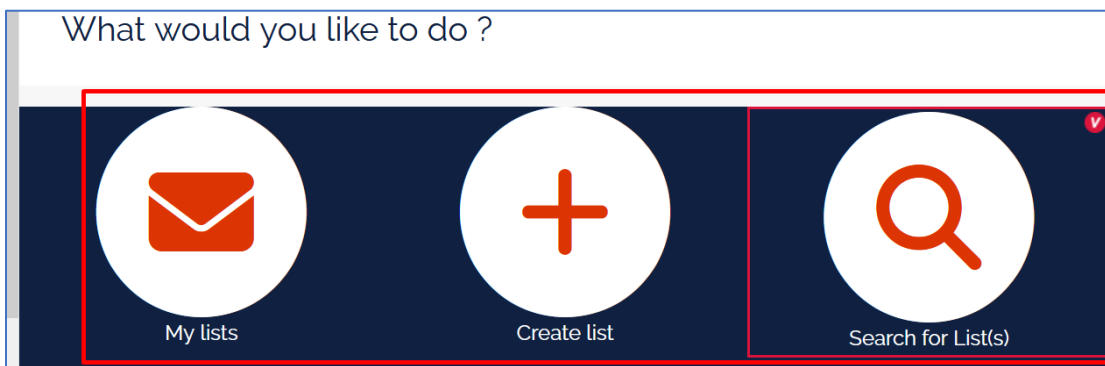 What would you like to do ?
V
My lists
Create list
Search for List(s)